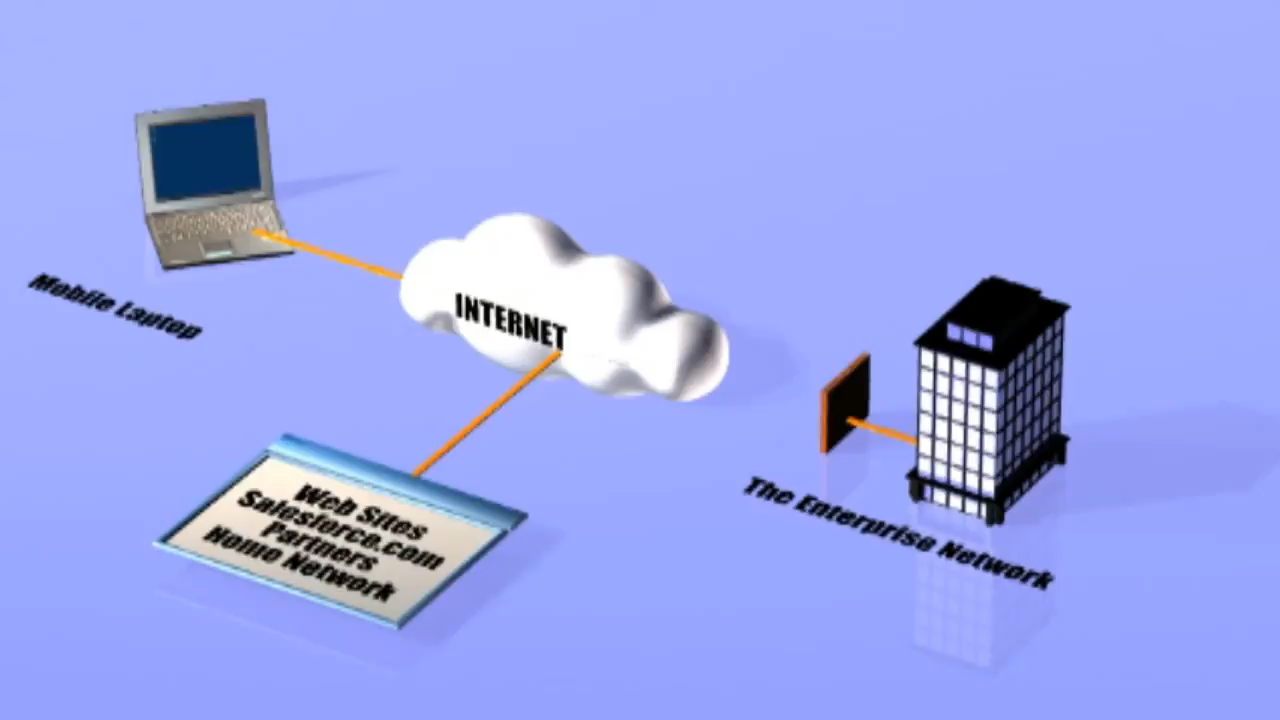 Mobile Laptop
INTERNET
Web Sites
Salesforce.com
Partners
Home Network
The Enterprise Network